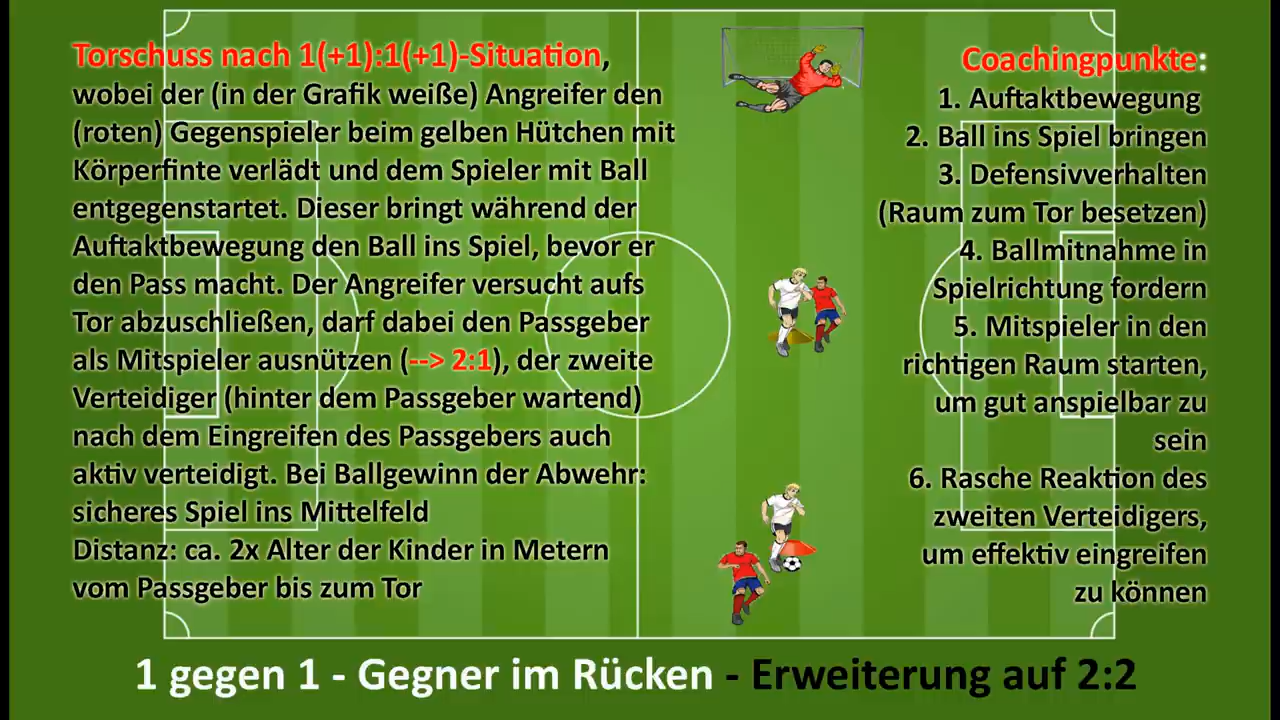 Torschuss nach 1(+1):1(+1)-Situation,
wobei der (in der Grafik weiße) Angreifer den
(roten) Gegenspieler beim gelben Hütchen mit
Körperfinte verlädt und dem Spieler mit Ball
entgegenstartet. Dieser bringt während der
Auftaktbewegung den Ball ins Spiel, bevor er
den Pass macht. Der Angreifer versucht aufs
Tor abzuschließen, darf dabei den Passgeber
als Mitspieler ausnützen (--> 2:1), der zweite
Verteidiger (hinter dem Passgeber wartend)
nach dem Eingreifen des Passgebers auch
aktiv verteidigt. Bei Ballgewinn der Abwehr:
sicheres Spiel ins Mittelfeld
Distanz: ca. 2x Alter der Kinder in Metern
vom Passgeber bis zum Tor
Coachingpunkte:
1. Auftaktbewegung
2. Ball ins Spiel bringen
3. Defensivverhalten
(Raum zum Tor besetzen)
4. Ballmitnahme in
Spielrichtung fordern
5. Mitspieler in den
richtigen Raum starten,
um gut anspielbar zu
sein
6. Rasche Reaktion des
zweiten Verteidigers,
um effektiv eingreifen
zu können
1 gegen 1 - Gegner im Rücken - Erweiterung auf 2:2